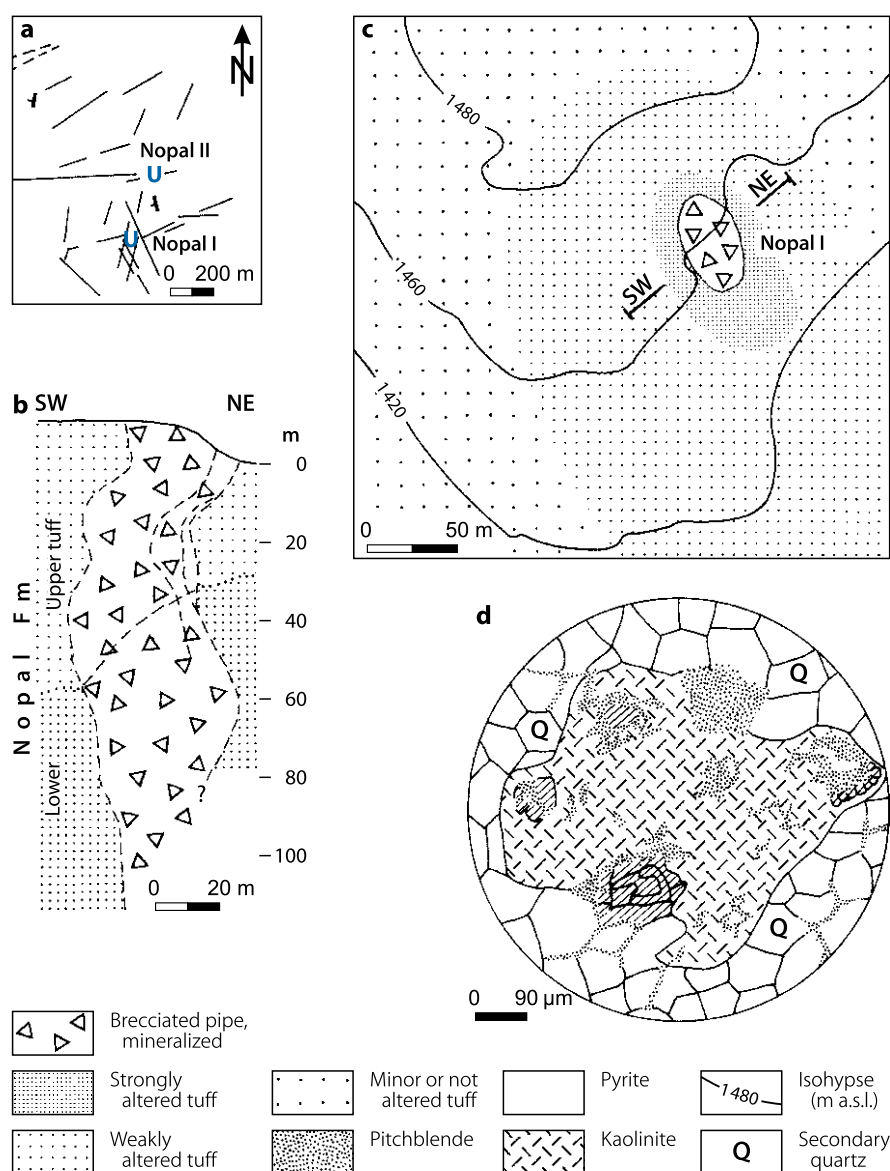 a
N
Nopal II
U
U
Nopal I
0 200 m
c
1480
NE
Nopal I
SW
1460
1420
0 50 m
b SW NE
m
0
20
40
60
80
100
Upper tuff
Nopal Fm
Lower
?
0 20 m
d
Q
Q
Q
0 90 µm
Brecciated pipe,
mineralized
Strongly
altered tuff
Minor or not
altered tuff
Pyrite
1480
Isohypse
(m a.s.l.)
Weakly
altered tuff
Pitchblende
Kaolinite
Q
Secondary
quartz